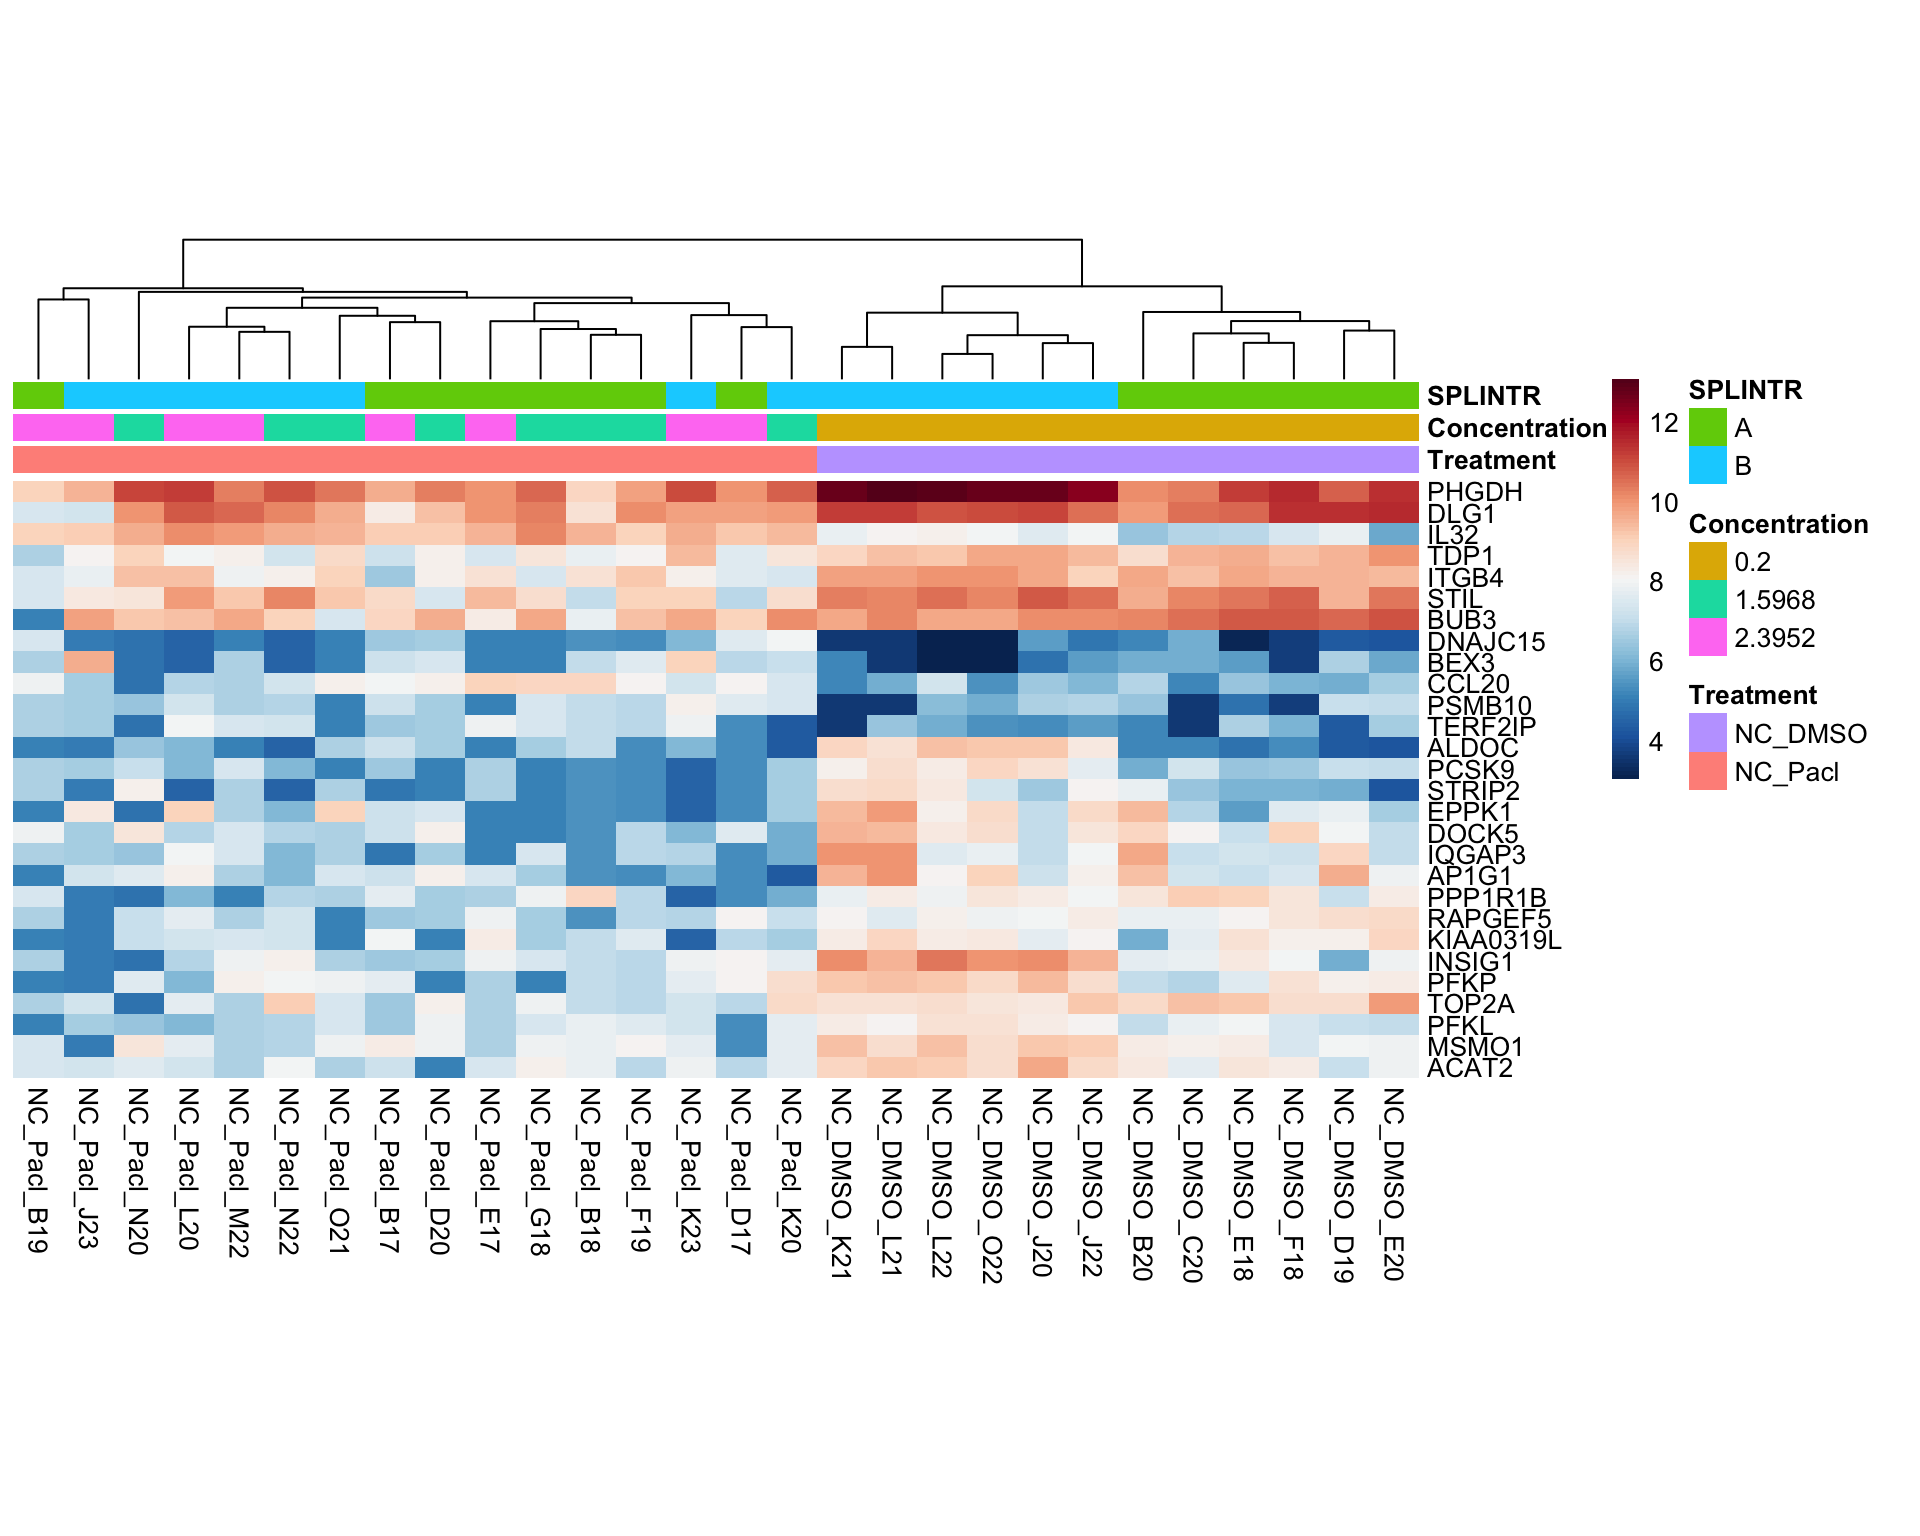 SPLINTR
Concentration
Treatment
PHGDH
DLG1
IL32
TDP1
ITGB4
STIL
BUB3
DNAJC15
BEX3
CCL20
PSMB10
TERF2IP
ALDOC
PCSK9
STRIP2
EPPK1
DOCK5
IQGAP3
AP1G1
PPP1R1B
RAPGEF5
KIAA0319L
INSIG1
PFKP
TOP2A
PFKL
MSMO1
ACAT2
NC_Pacl_B19
NC_Pacl_J23
NC_Pacl_N20
NC_Pacl_L20
NC_Pacl_M22
NC_Pacl_N22
NC_Pacl_O21
NC_Pacl_B17
NC_Pacl_D20
NC_Pacl_E17
NC_Pacl_G18
NC_Pacl_B18
NC_Pacl_F19
NC_Pacl_K23
NC_Pacl_D17
NC_Pacl_K20
NC_DMSO_K21
NC_DMSO_L21
NC_DMSO_L22
NC_DMSO_O22
NC_DMSO_J20
NC_DMSO_J22
NC_DMSO_B20
NC_DMSO_C20
NC_DMSO_E18
NC_DMSO_F18
NC_DMSO_D19
NC_DMSO_E20
12
10
8
6
4
SPLINTR
A
B
Concentration
0.2
1.5968
2.3952
Treatment
NC_DMSO
NC_Pacl